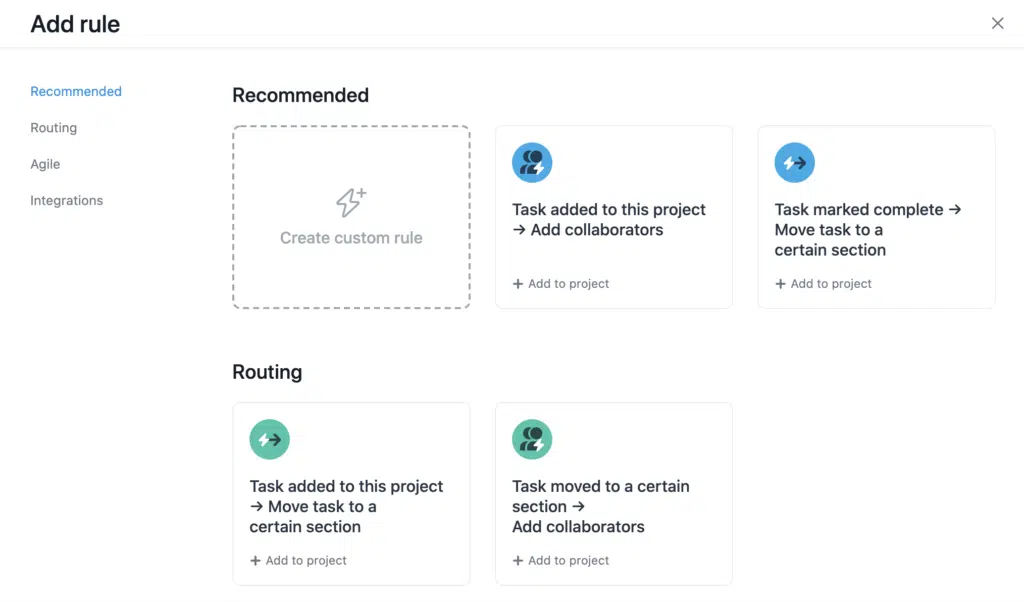 Add rule
Recommended
Routing
Agile
Integrations
Recommended
Create custom rule
Task added to this project
→ Add collaborators
+ Add to project
Task marked complete →
Move task to a
certain section
+ Add to project
Routing
Task added to this project
→ Move task to a
certain section
+ Add to project
Task moved to a certain
section →
Add collaborators
+ Add to project